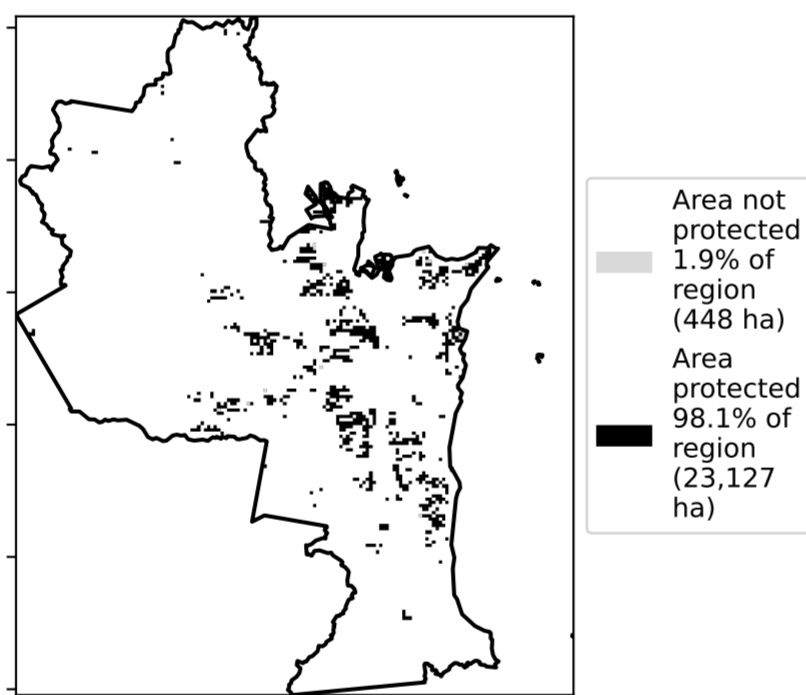 Area not
protected
1.9% of
region
(448 ha)
Area
protected
98.1% of
region
(23,127
ha)